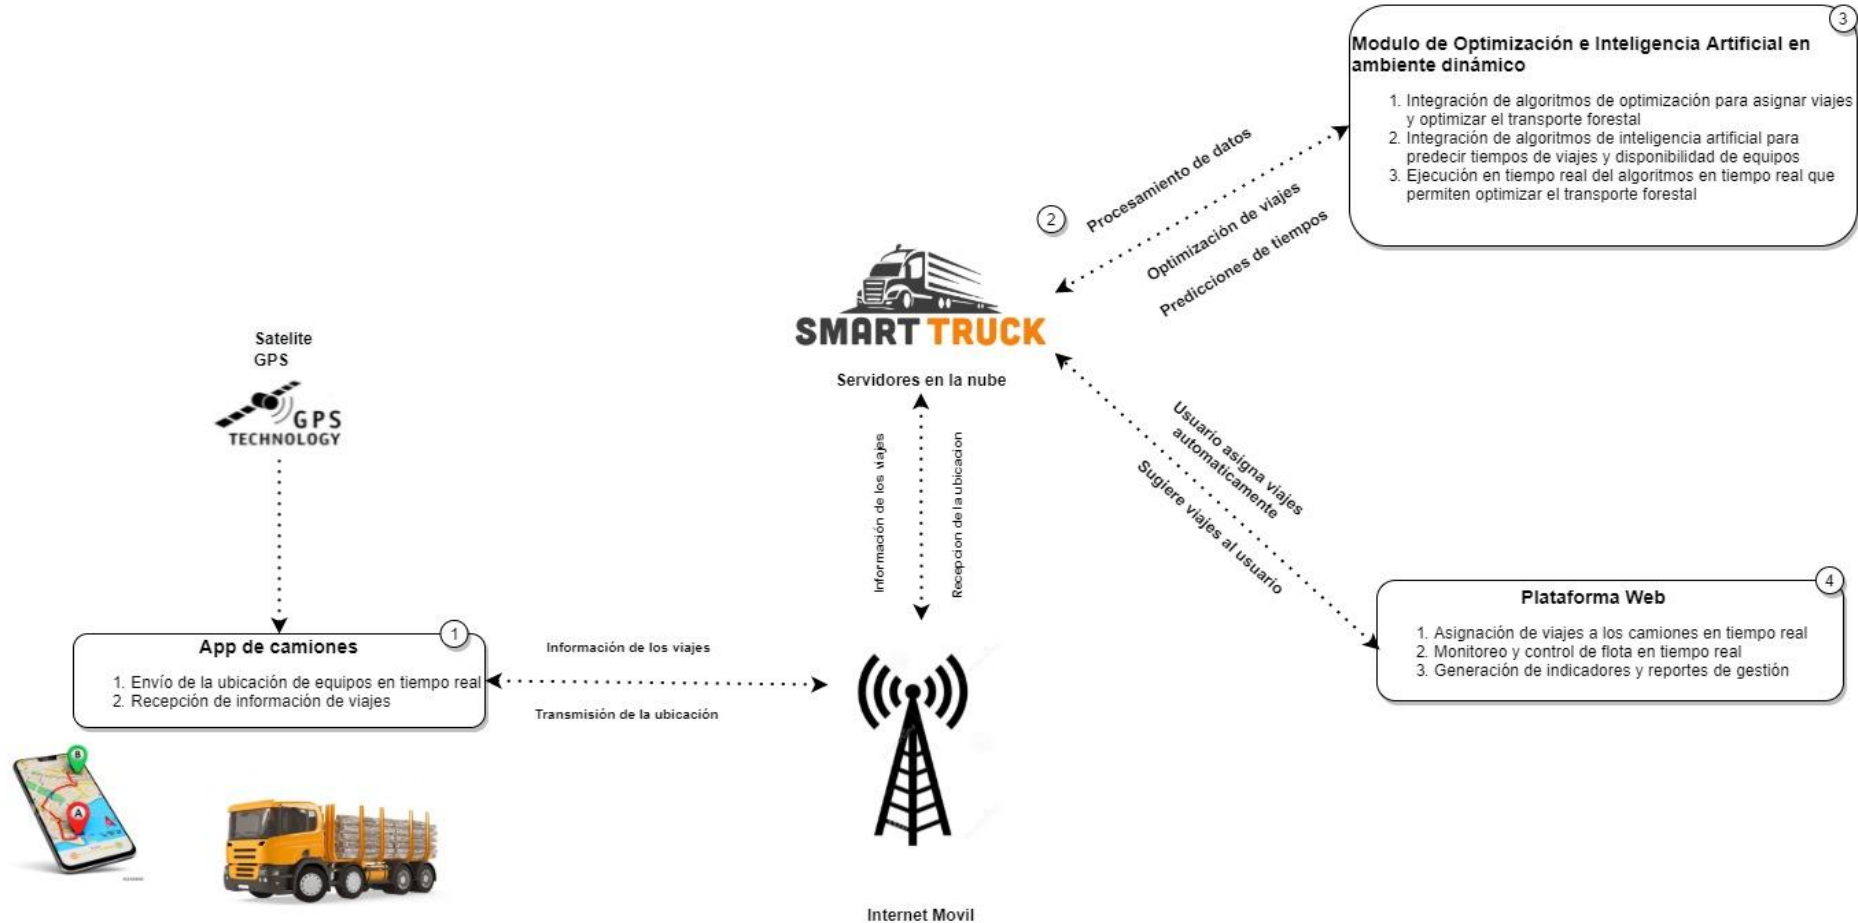 3
Modulo de Optimización e Inteligencia Artificial en
ambiente dinámico
1. Integración de algoritmos de optimización para asignar viajes
y optimizar el transporte forestal
2. Integración de algoritmos de inteligencia artificial para
predecir tiempos de viajes y disponibilidad de equipos
3. Ejecución en tiempo real del algoritmos en tiempo real que
permiten optimizar el transporte forestal
2
Procesamiento de datos
Optimización de viajes
Predicciones de tiempos
SMART TRUCK
Servidores en la nube
Satelite
GPS
GPS
TECHNOLOGY
Información de los viajes
Recepcion de la ubicacion
Usuario asigna viajes
automaticamente
Sugiere viajes al usuario
1
App de camiones
1. Envío de la ubicación de equipos en tiempo real
2. Recepción de información de viajes
Información de los viajes
Transmisión de la ubicación
4
Plataforma Web
1. Asignación de viajes a los camiones en tiempo real
2. Monitoreo y control de flota en tiempo real
3. Generación de indicadores y reportes de gestión
B
A
Internet Movil